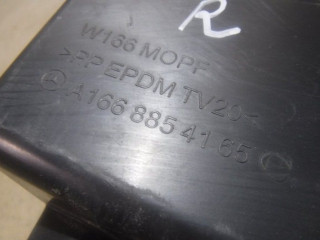 R
W166 MOPF
>PP EPDM TV20<
A166 885 41 65